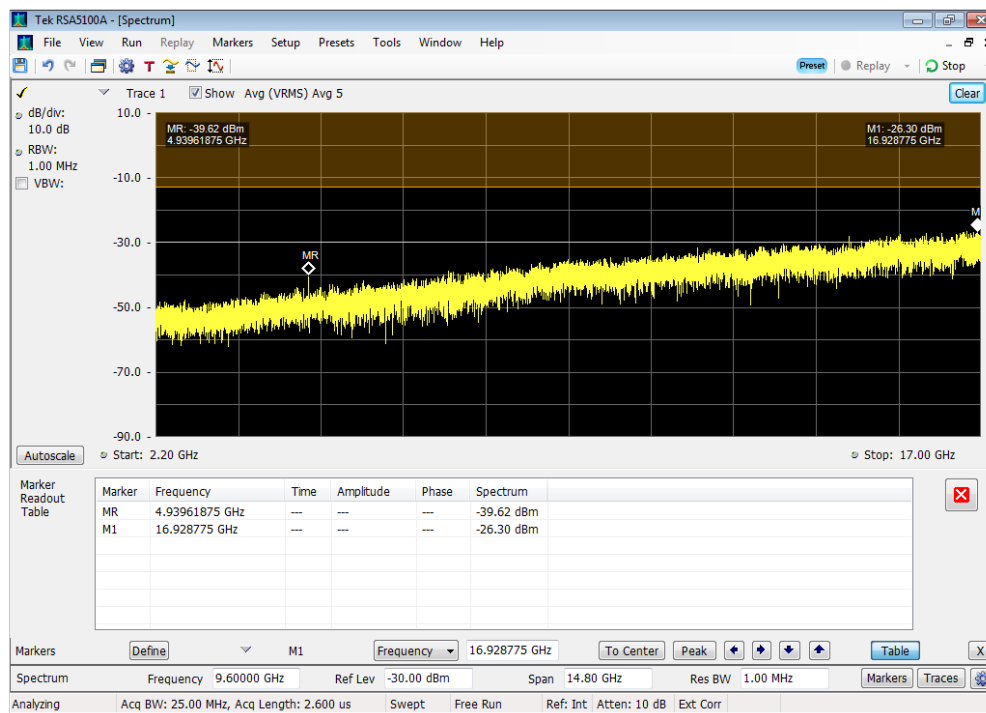 Tek RSA5100A - [Spectrum]
File View Run Replay Markers Setup Presets Tools Window Help
T Preset Replay Stop
Trace 1 Show Avg (VRMS) Avg 5 Clear
dB/div:
10.0 dB
RBW:
1.00 MHz
VBW:
10.0
-10.0
-30.0
-50.0
-70.0
-90.0
MR: -39.62 dBm
4.93961875 GHz
M1: -26.30 dBm
16.928775 GHz
M
MR
Autoscale Start: 2.20 GHz Stop: 17.00 GHz
Marker
Readout
Table
Marker Frequency Time Amplitude Phase Spectrum
MR 4.93961875 GHz --- --- --- -39.62 dBm
M1 16.928775 GHz --- --- --- -26.30 dBm
Markers Define M1 Frequency 16.928775 GHz To Center Peak Table X
Spectrum Frequency 9.60000 GHz Ref Lev -30.00 dBm Span 14.80 GHz Res BW 1.00 MHz Markers Traces
Analyzing Acq BW: 25.00 MHz, Acq Length: 2.600 us Swept Free Run Ref: Int Atten: 10 dB Ext Corr